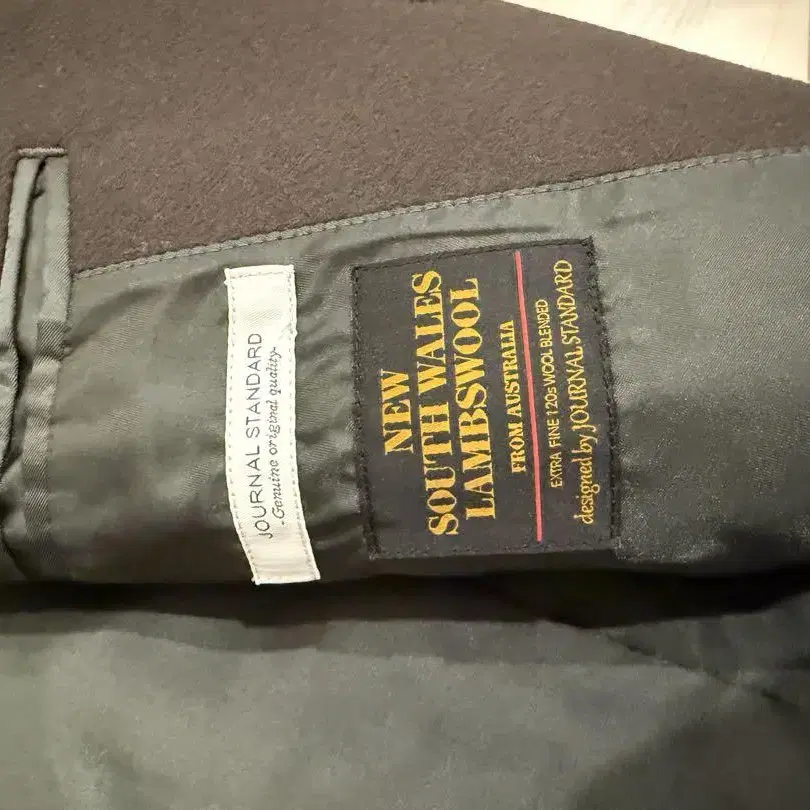 JOURNAL STANDARD
-Genuine original quality-
NEW
SOUTH WALES
LAMBSWOOL
FROM AUSTRALIA
EXTRA FINE 120s WOOL BLENDED
designed by JOURNAL STANDARD